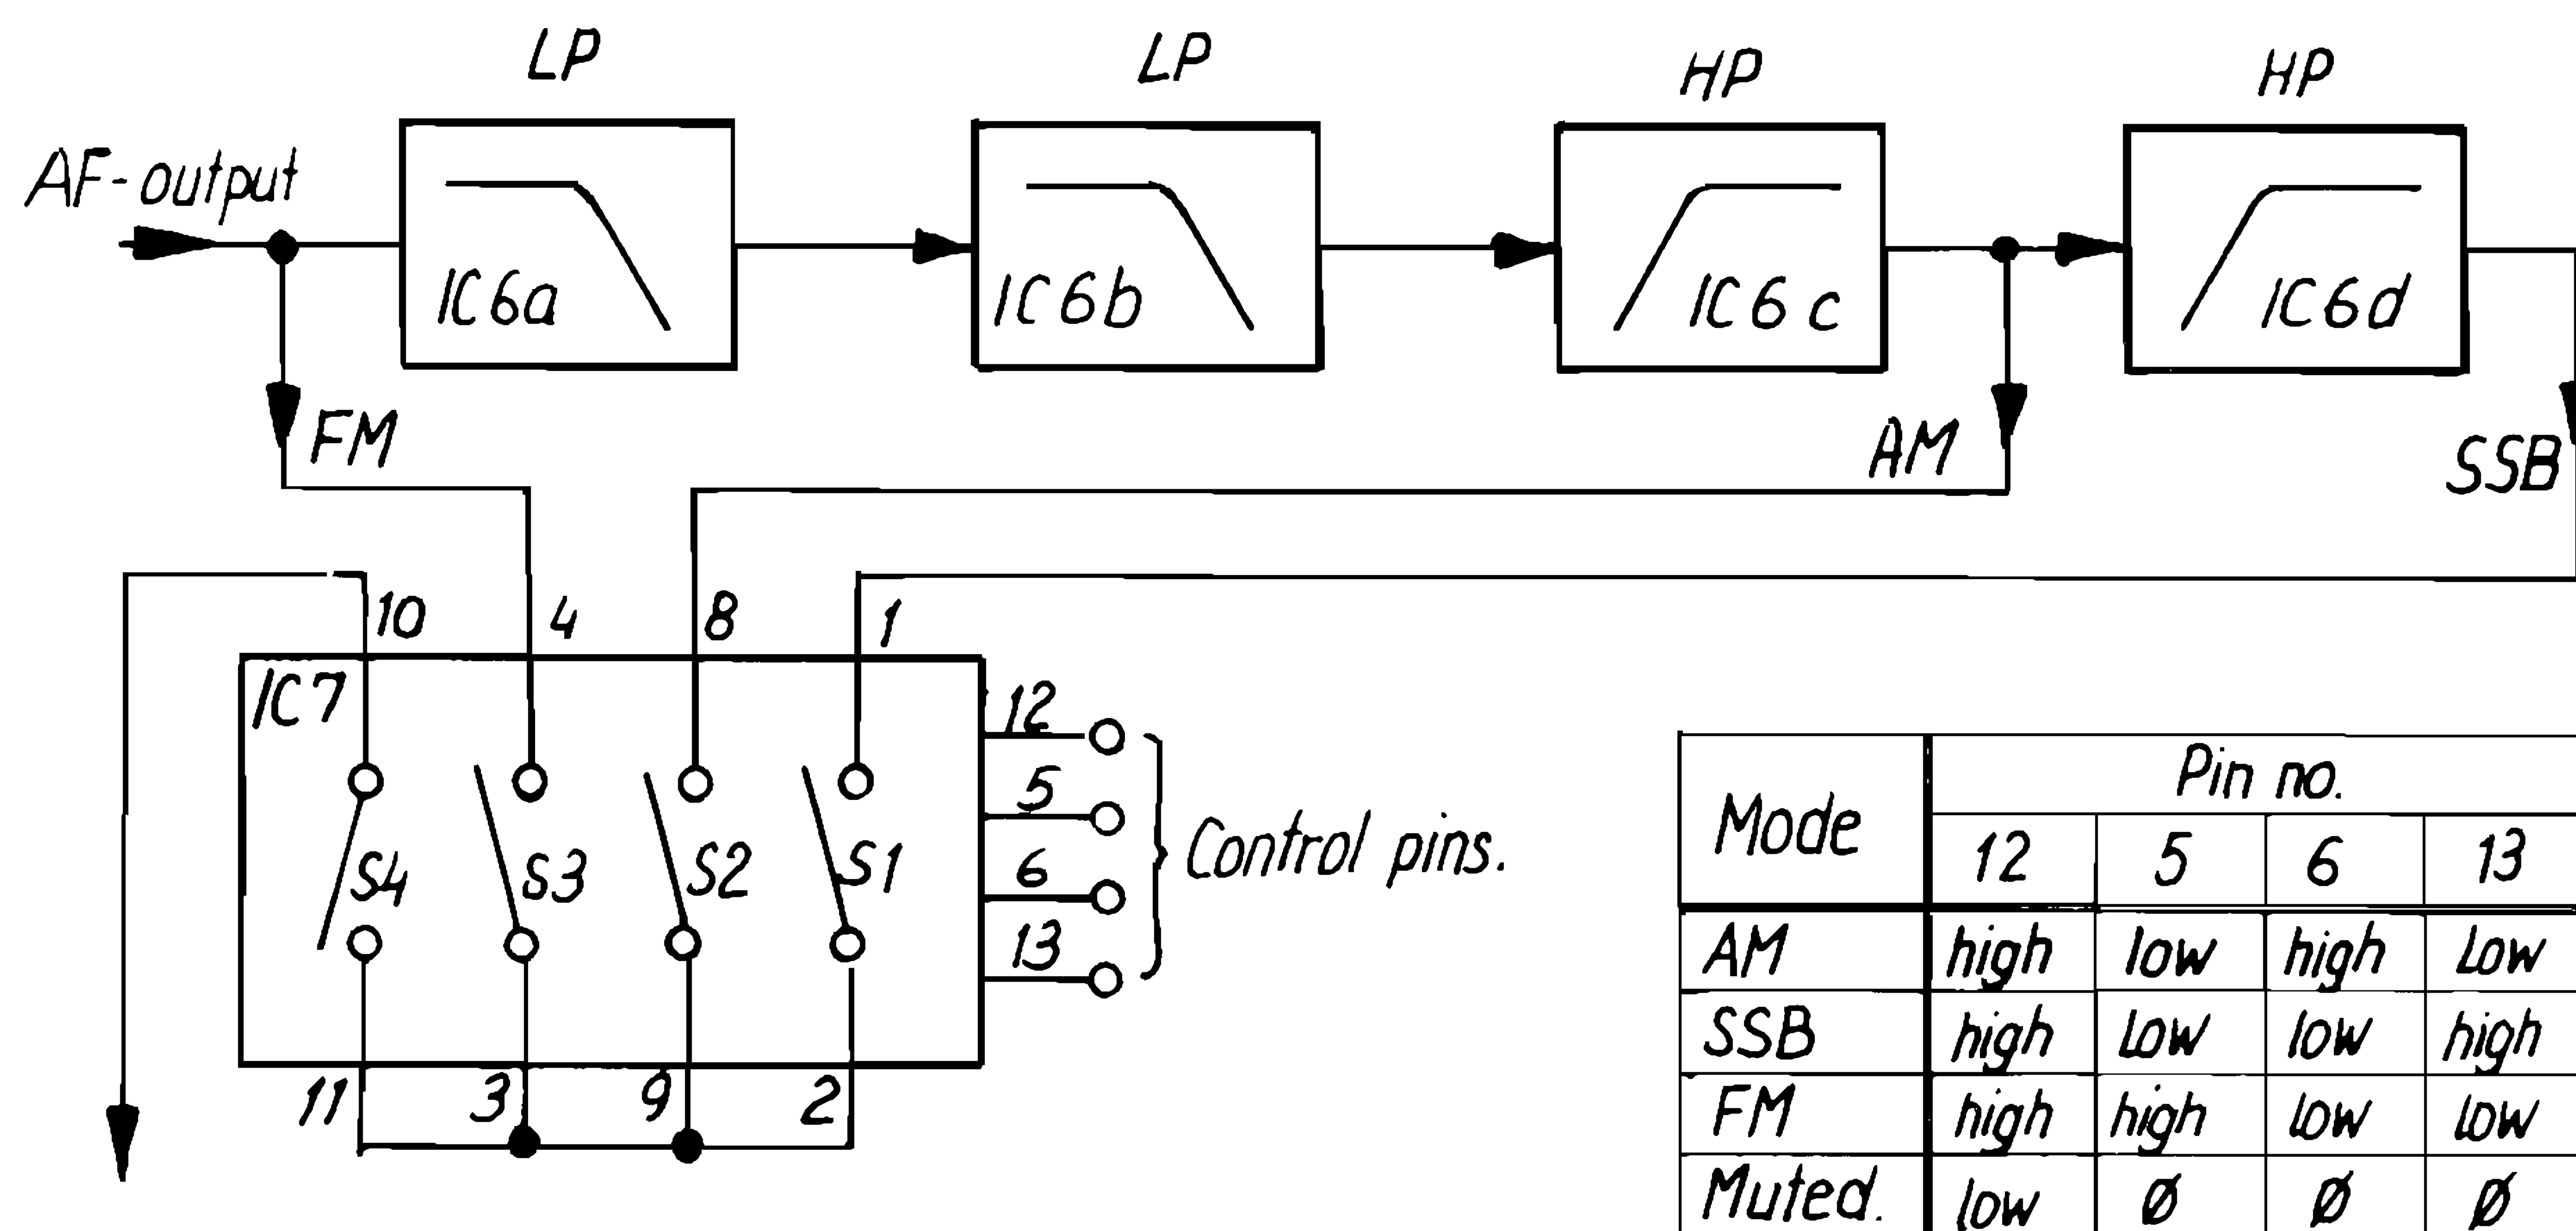 LP LP HP HP
AF-output
IC6a IC6b IC6c IC6d
FM AM SSB
10 4 8 1
IC7
12
5
6
13
Control pins.
S4 S3 S2 S1
11 3 9 2
Mode Pin no.
12 5 6 13
AM high low high Low
SSB high Low low high
FM high high low low
Muted. low Ø Ø Ø